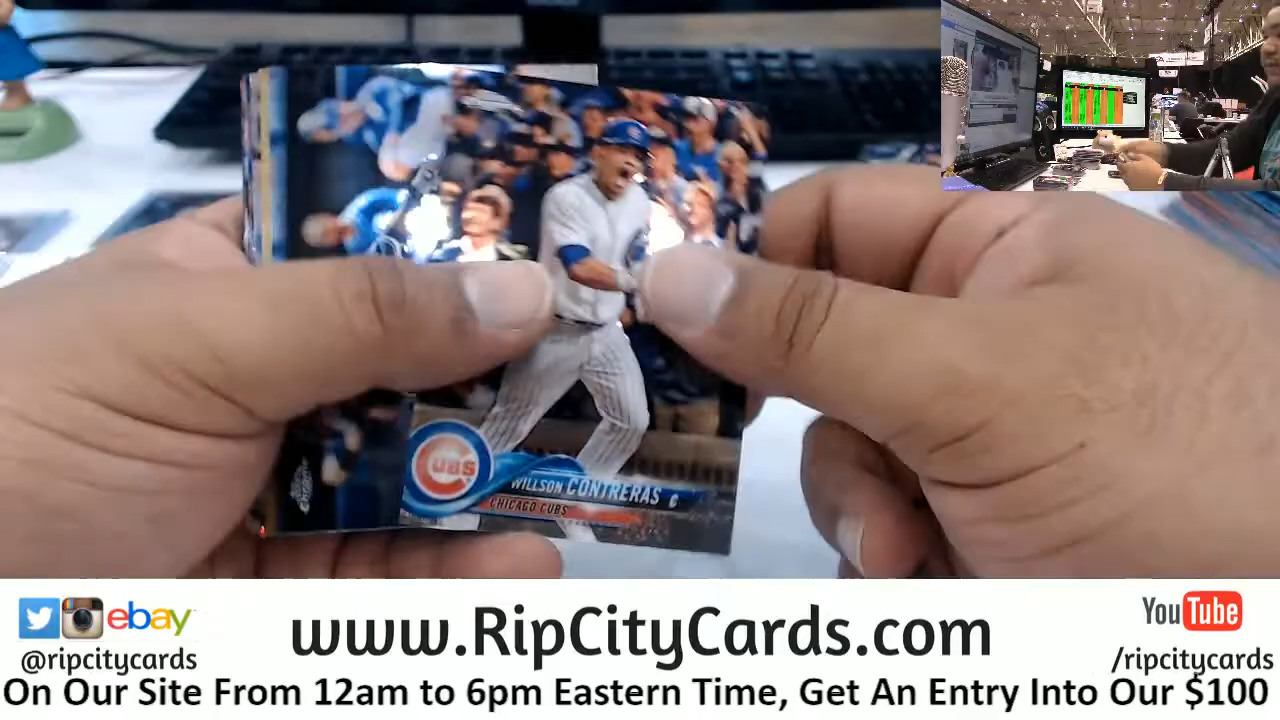 CUBS
WILLSON CONTRERAS C
CHICAGO CUBS
ebay
@ripcitycards
www.RipCityCards.com
YouTube
/ripcitycards
On Our Site From 12am to 6pm Eastern Time, Get An Entry Into Our $100